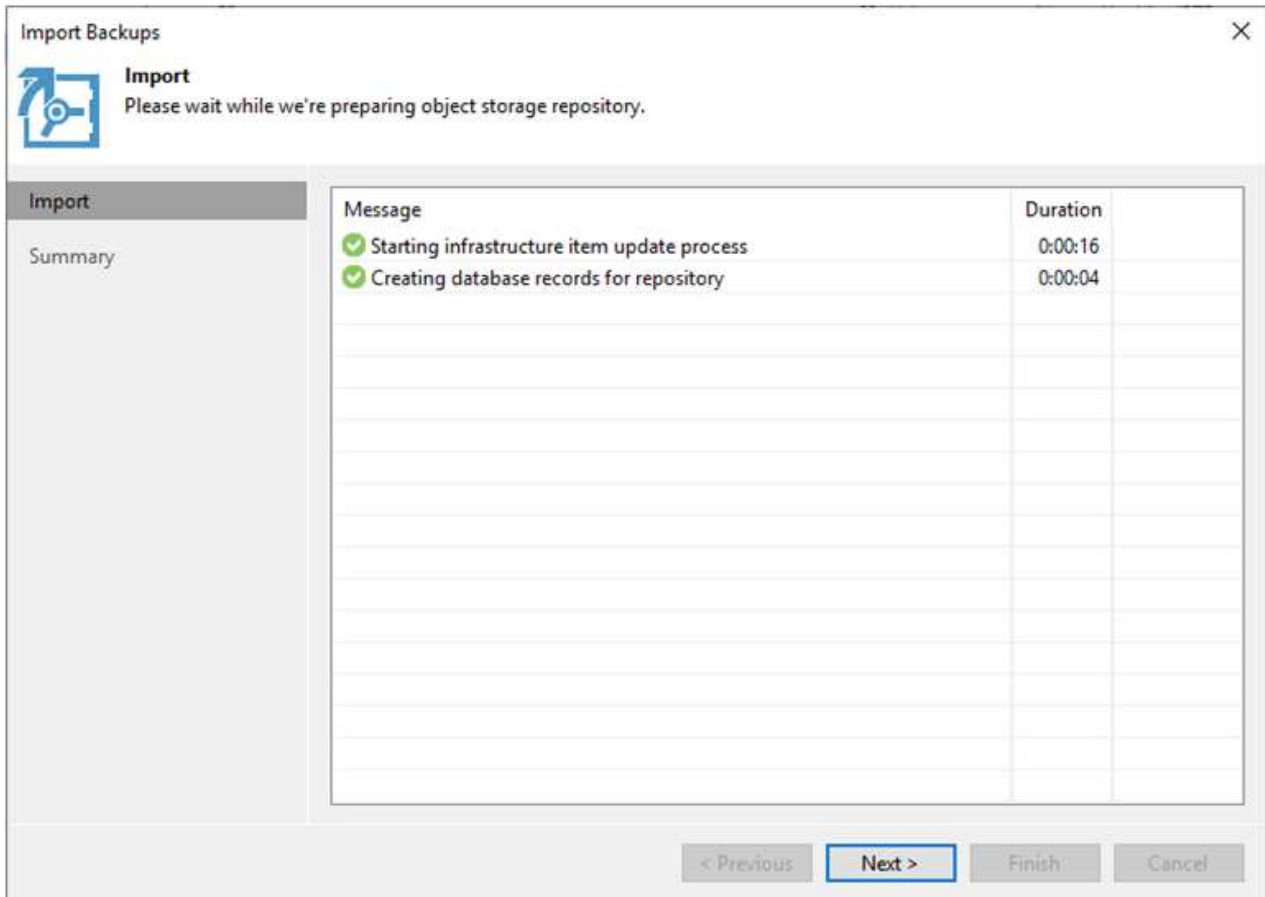 Import Backups
Import
Please wait while we're preparing object storage repository.
Import
Summary
Message Duration
Starting infrastructure item update process 0:00:16
Creating database records for repository 0:00:04
< Previous Next > Finish Cancel